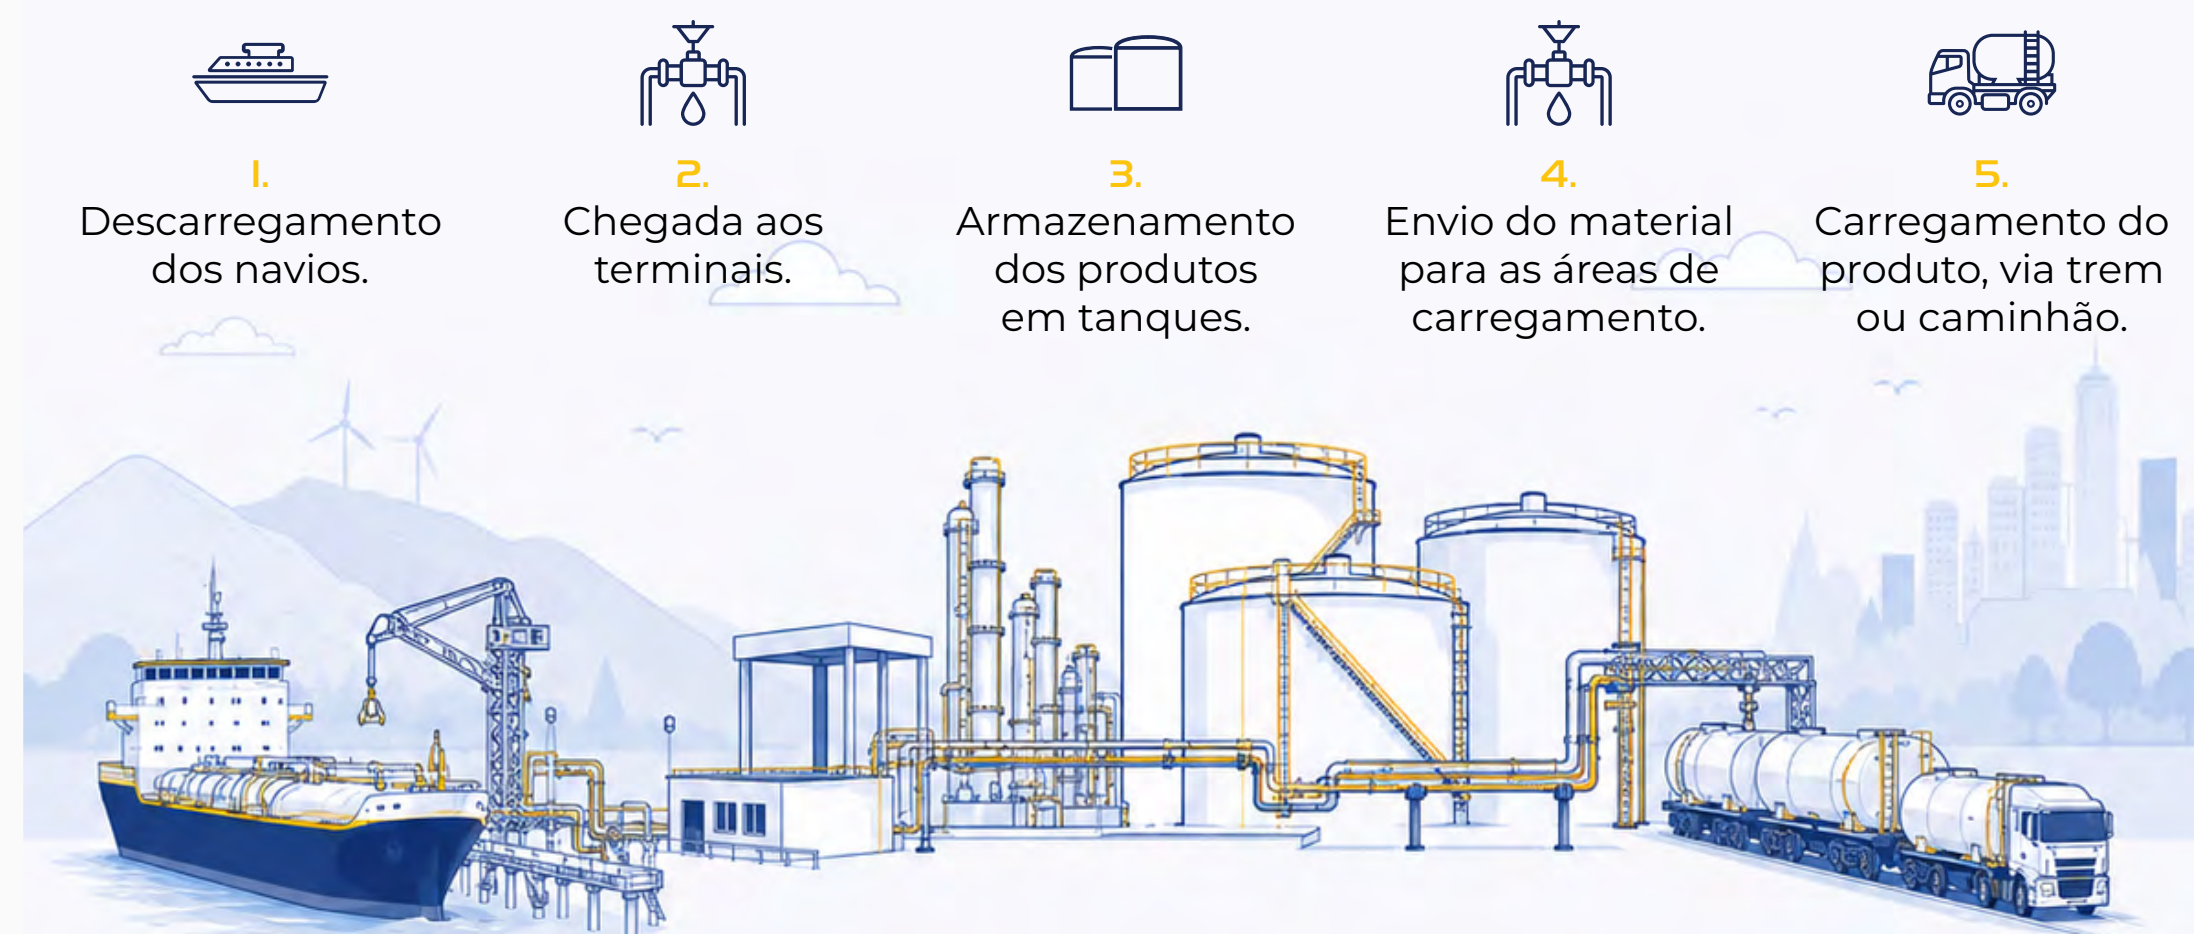 1.
Descarregamento
dos navios.
2.
Chegada aos
terminais.
3.
Armazenamento
dos produtos
em tanques.
4.
Envio do material
para as áreas de
carregamento.
5.
Carregamento do
produto, via trem
ou caminhão.